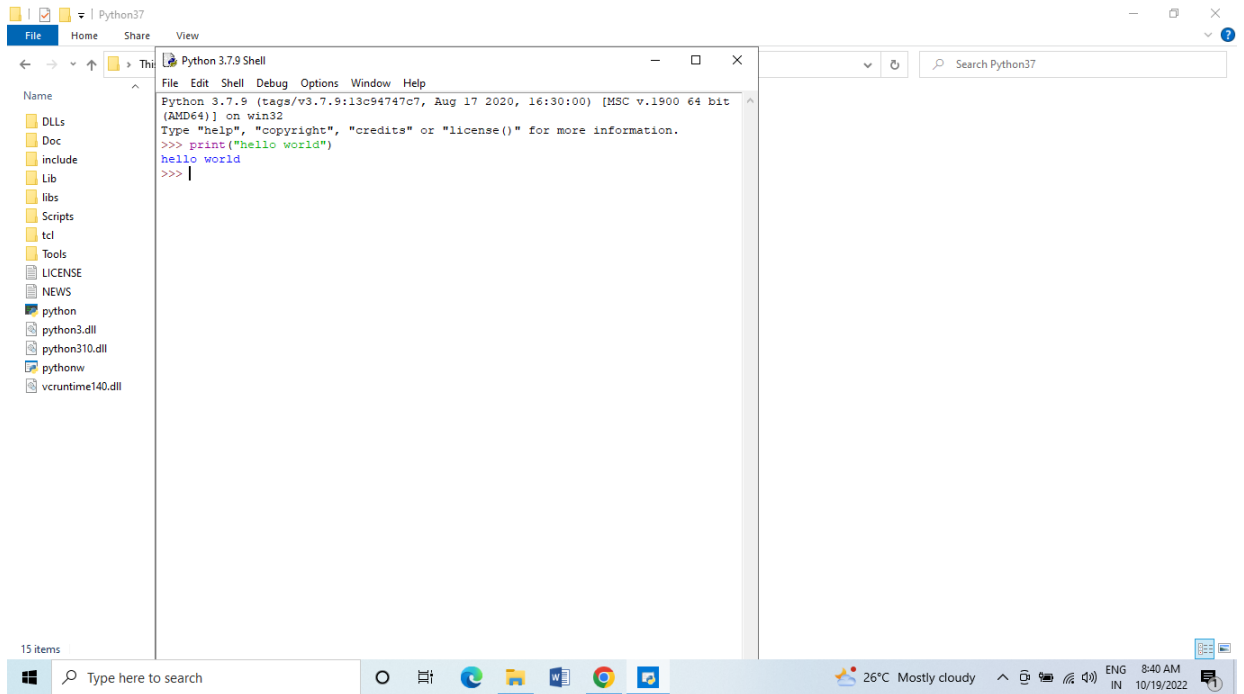 Python37
File Home Share View
Thi
Search Python37
Name
DLLs
Doc
include
Lib
libs
Scripts
tcl
Tools
LICENSE
NEWS
python
python3.dll
python310.dll
pythonw
vcruntime140.dll
15 items
Python 3.7.9 Shell
File Edit Shell Debug Options Window Help
Python 3.7.9 (tags/v3.7.9:13c94747c7, Aug 17 2020, 16:30:00) [MSC v.1900 64 bit
(AMD64)] on win32
Type "help", "copyright", "credits" or "license()" for more information.
>>> print("hello world")
hello world
>>>
Type here to search
26°C Mostly cloudy
ENG
IN
8:40 AM
10/19/2022
1